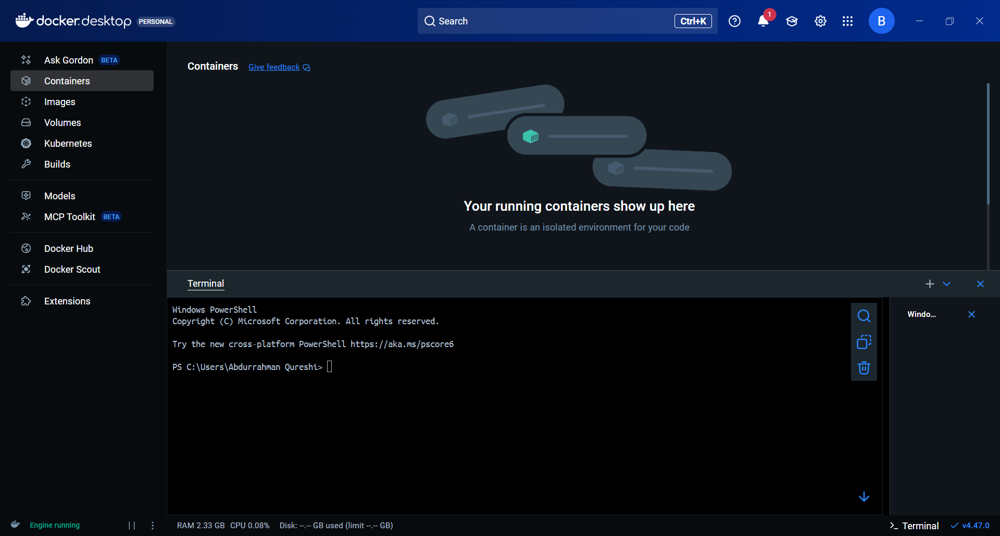 docker.desktop PERSONAL
Search Ctrl+K
1
B
Ask Gordon BETA
Containers
Images
Volumes
Kubernetes
Builds
Models
MCP Toolkit BETA
Docker Hub
Docker Scout
Extensions
Containers Give feedback
Your running containers show up here
A container is an isolated environment for your code
Terminal
Windows PowerShell
Copyright (C) Microsoft Corporation. All rights reserved.
Try the new cross-platform PowerShell https://aka.ms/pscore6
PS C:\Users\Abdurrahman Qureshi>
Windo...
Engine running
RAM 2.33 GB CPU 0.08% Disk: --.-- GB used (limit --.-- GB)
Terminal v4.47.0